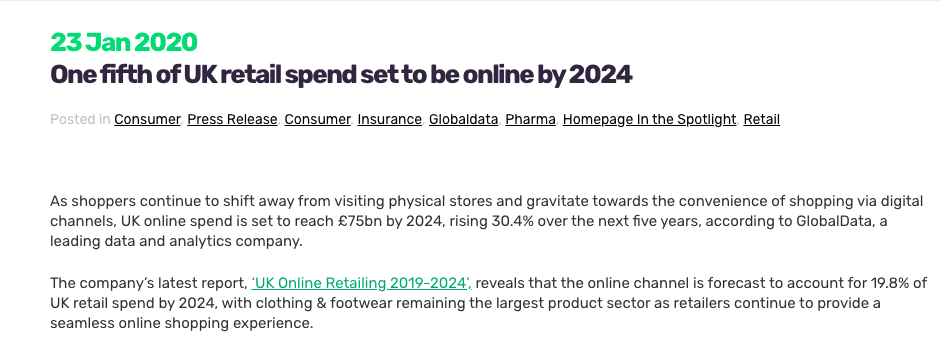 23 Jan 2020
One fifth of UK retail spend set to be online by 2024
Posted in Consumer, Press Release, Consumer, Insurance, Globaldata, Pharma, Homepage In the Spotlight, Retail
As shoppers continue to shift away from visiting physical stores and gravitate towards the convenience of shopping via digital
channels, UK online spend is set to reach £75bn by 2024, rising 30.4% over the next five years, according to GlobalData, a
leading data and analytics company.
The company’s latest report, ‘UK Online Retailing 2019-2024’, reveals that the online channel is forecast to account for 19.8% of
UK retail spend by 2024, with clothing & footwear remaining the largest product sector as retailers continue to provide a
seamless online shopping experience.